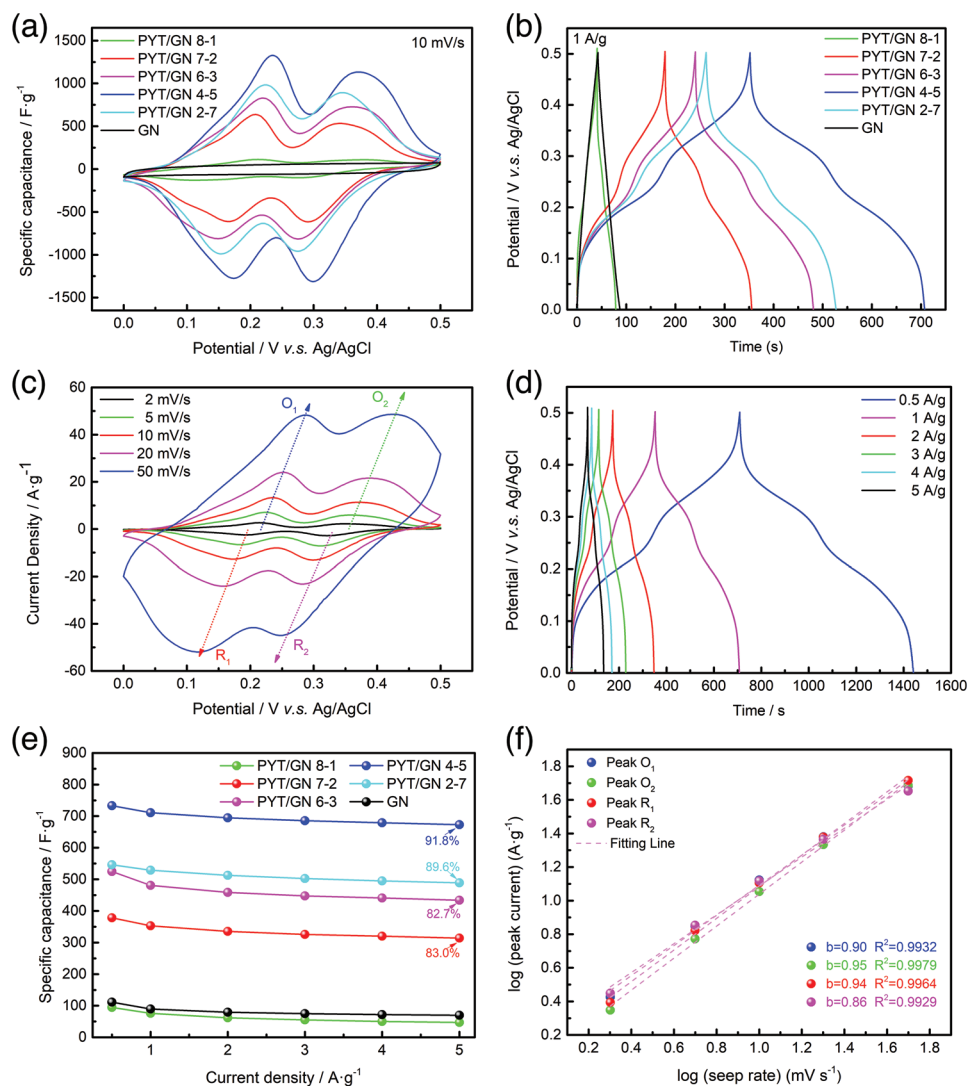 (a)
PYT/GN 8-1
PYT/GN 7-2
PYT/GN 6-3
PYT/GN 4-5
PYT/GN 2-7
GN
10 mV/s
1500
1000
500
0
-500
-1000
-1500
Specific capacitance / F·g⁻¹
0.0 0.1 0.2 0.3 0.4 0.5
Potential / V v.s. Ag/AgCl
(b)
1 A/g
PYT/GN 8-1
PYT/GN 7-2
PYT/GN 6-3
PYT/GN 4-5
PYT/GN 2-7
GN
0.5
0.4
0.3
0.2
0.1
0.0
Potential / V v.s. Ag/AgCl
0 100 200 300 400 500 600 700 800
Time (s)
(c)
2 mV/s
5 mV/s
10 mV/s
20 mV/s
50 mV/s
O₁
O₂
R₁
R₂
60
40
20
0
-20
-40
-60
Current Density / A·g⁻¹
0.0 0.1 0.2 0.3 0.4 0.5
Potential / V v.s. Ag/AgCl
(d)
0.5 A/g
1 A/g
2 A/g
3 A/g
4 A/g
5 A/g
0.5
0.4
0.3
0.2
0.1
0.0
Potential / V v.s. Ag/AgCl
0 200 400 600 800 1000 1200 1400 1600
Time / s
(e)
PYT/GN 8-1
PYT/GN 7-2
PYT/GN 6-3
PYT/GN 4-5
PYT/GN 2-7
GN
91.8%
89.6%
82.7%
83.0%
900
800
700
600
500
400
300
200
100
0
Specific capacitance / F·g⁻¹
1 2 3 4 5
Current density / A·g⁻¹
(f)
Peak O₁
Peak O₂
Peak R₁
Peak R₂
Fitting Line
b=0.90 R²=0.9932
b=0.95 R²=0.9979
b=0.94 R²=0.9964
b=0.86 R²=0.9929
1.8
1.6
1.4
1.2
1.0
0.8
0.6
0.4
0.2
log (peak current) (A·g⁻¹)
0.2 0.4 0.6 0.8 1.0 1.2 1.4 1.6 1.8
log (seep rate) (mV s⁻¹)